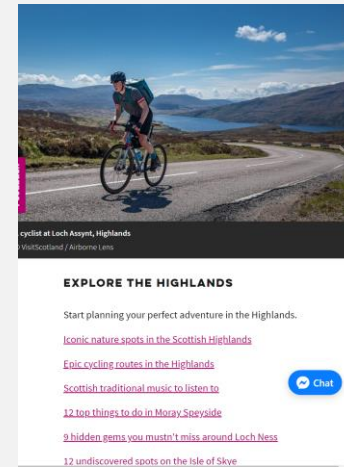 cyclist at Loch Assynt, Highlands
VisitScotland / Airborne Lens
EXPLORE THE HIGHLANDS
Start planning your perfect adventure in the Highlands.
Iconic nature spots in the Scottish Highlands
Epic cycling routes in the Highlands
Scottish traditional music to listen to
Chat
12 top things to do in Moray Speyside
9 hidden gems you mustn't miss around Loch Ness
12 undiscovered spots on the Isle of Skye